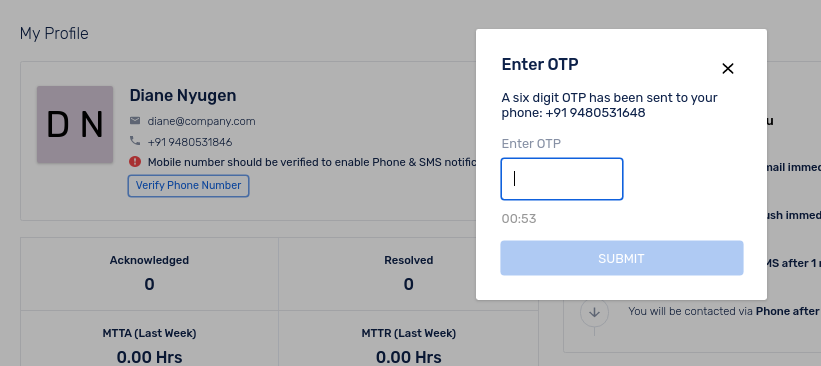 My Profile
Enter OTP
A six digit OTP has been sent to your
phone: +91 9480531648
Enter OTP
00:53
SUBMIT
D N
Diane Nyugen
diane@company.com
+91 9480531846
Mobile number should be verified to enable Phone & SMS notific
Verify Phone Number
Acknowledged
0
Resolved
0
MTTA (Last Week)
0.00 Hrs
MTTR (Last Week)
0.00 Hrs
u
mail immed
ush immed
MS after 1 r
You will be contacted via Phone after